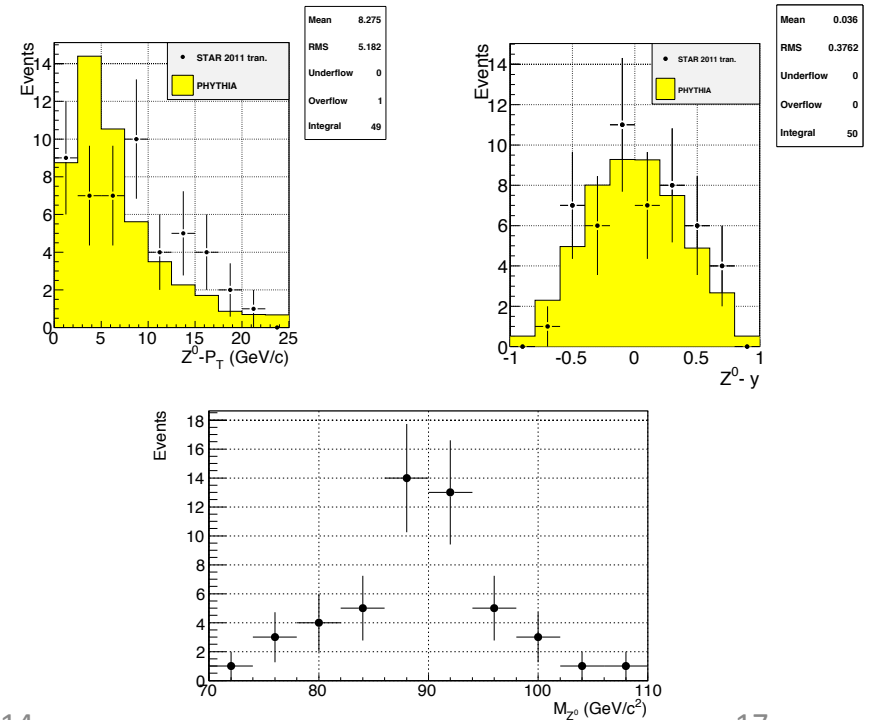 Mean 8.275
RMS 5.182
Underflow 0
Overflow 1
Integral 49
Events
STAR 2011 tran.
PHYTHIA
14
12
10
8
6
4
2
0
0 5 10 15 20 25
Z⁰-P_T (GeV/c)
Mean 0.036
RMS 0.3762
Underflow 0
Overflow 0
Integral 50
Events
STAR 2011 tran.
PHYTHIA
14
12
10
8
6
4
2
0
-1 -0.5 0 0.5 1
Z⁰- y
Events
18
16
14
12
10
8
6
4
2
0
70 80 90 100 110
M_Z⁰ (GeV/c²)